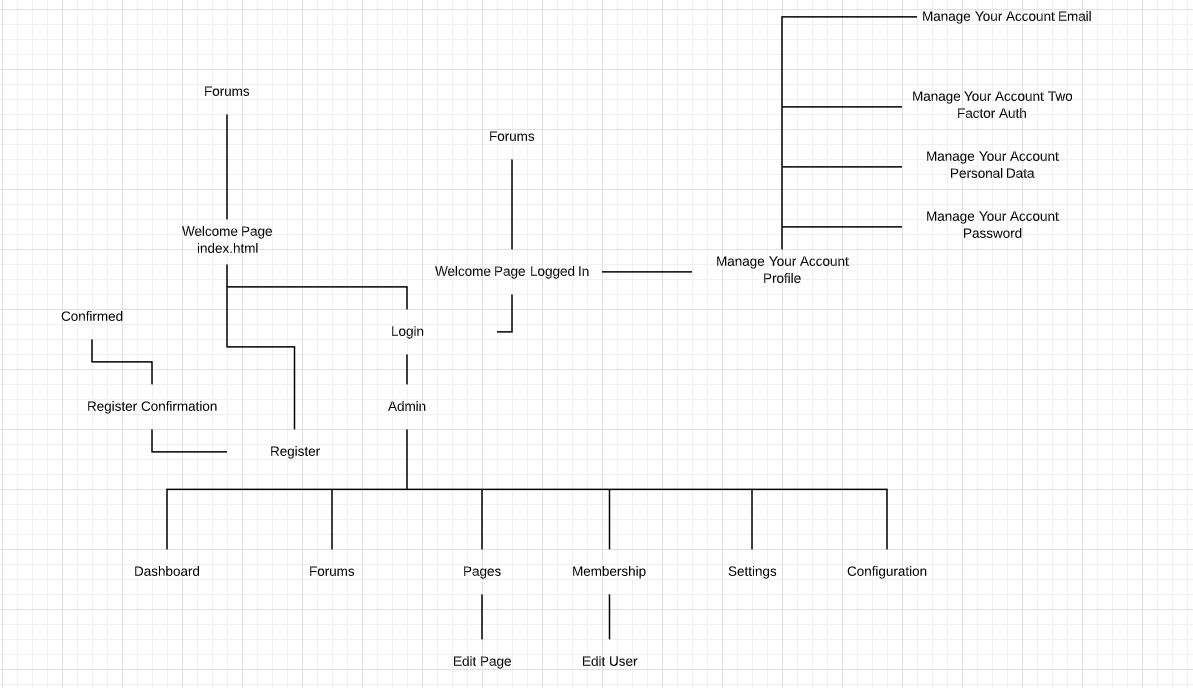 Manage Your Account Email
Forums
Manage Your Account Two
Factor Auth
Forums
Manage Your Account
Personal Data
Manage Your Account
Password
Welcome Page
index.html
Welcome Page Logged In
Manage Your Account
Profile
Confirmed
Login
Register Confirmation
Admin
Register
Dashboard
Forums
Pages
Membership
Settings
Configuration
Edit Page
Edit User